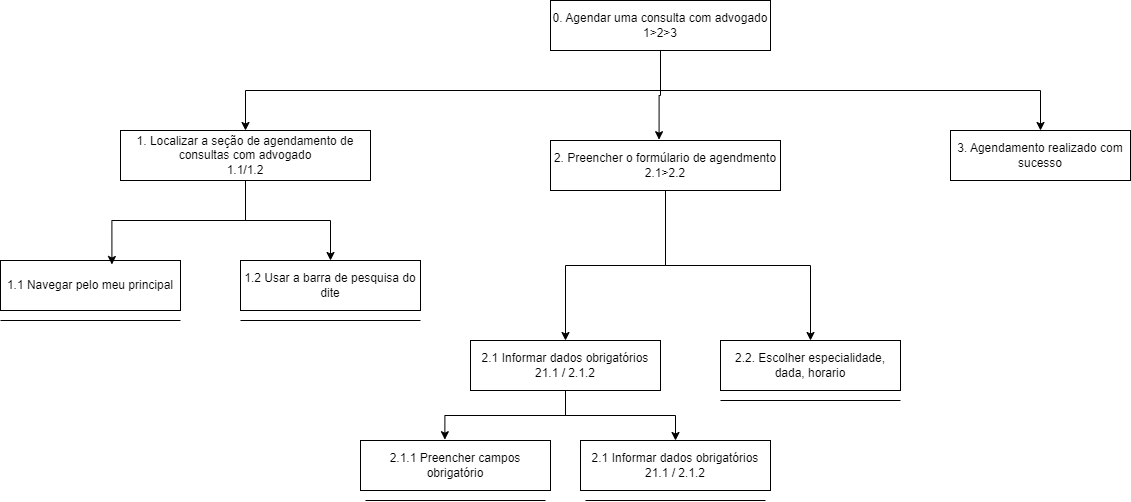 0. Agendar uma consulta com advogado
1>2>3
1. Localizar a seção de agendamento de
consultas com advogado
1.1/1.2
2. Preencher o formúlario de agendmento
2.1>2.2
3. Agendamento realizado com
sucesso
1.1 Navegar pelo meu principal
1.2 Usar a barra de pesquisa do
dite
2.1 Informar dados obrigatórios
21.1 / 2.1.2
2.2. Escolher especialidade,
dada, horario
2.1.1 Preencher campos
obrigatório
2.1 Informar dados obrigatórios
21.1 / 2.1.2